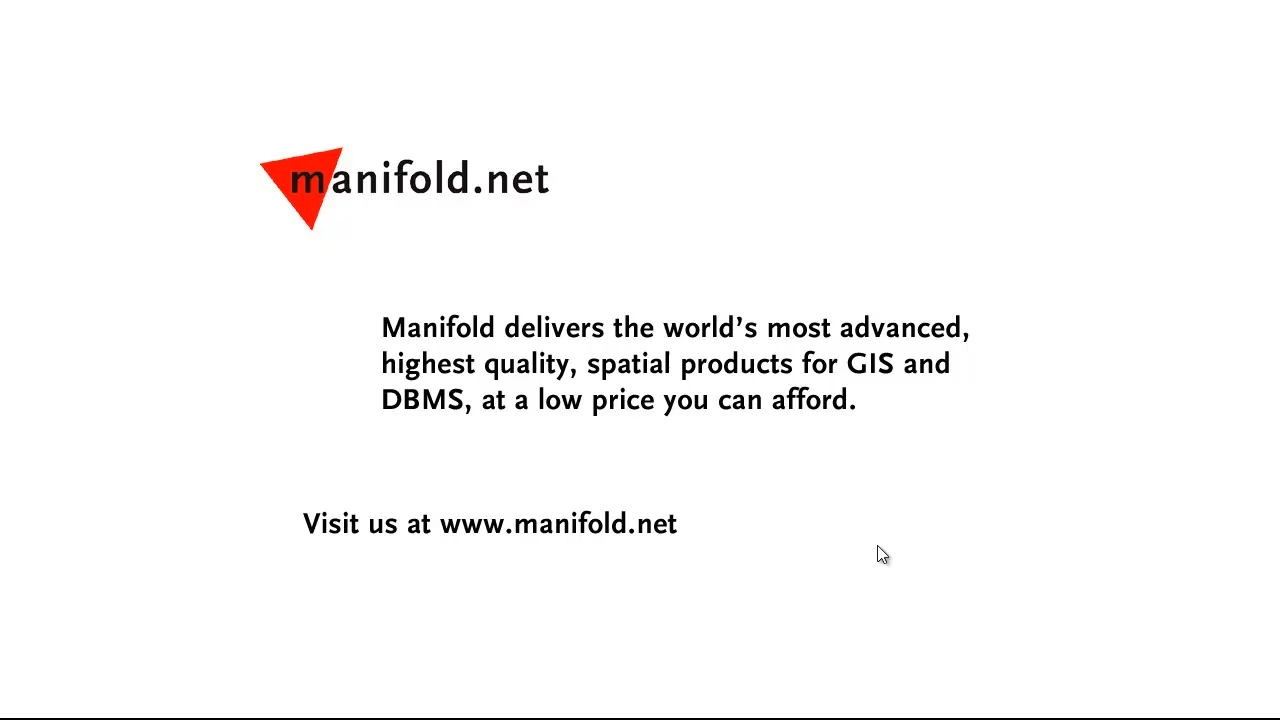 manifold.net
Manifold delivers the world’s most advanced,
highest quality, spatial products for GIS and
DBMS, at a low price you can afford.
Visit us at www.manifold.net